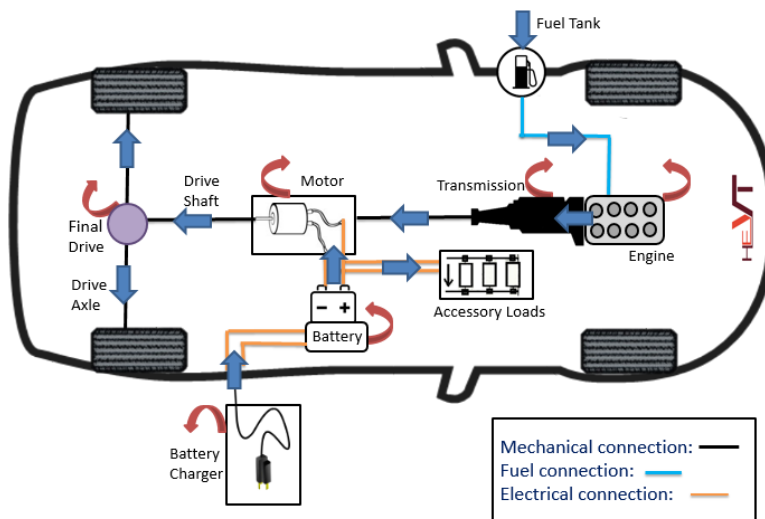 Fuel Tank
Drive
Shaft
Motor
Transmission
Final
Drive
Engine
Drive
Axle
− +
Battery
Accessory Loads
Battery
Charger
HEVT
Mechanical connection:
Fuel connection:
Electrical connection: